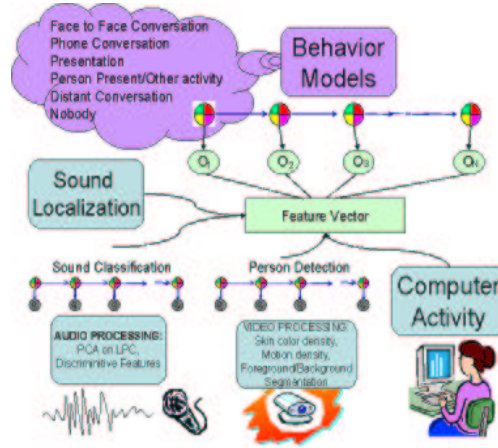 Face to Face Conversation
Phone Conversation
Presentation
Person Present/Other activity
Distant Conversation
Nobody
Behavior
Models
O1
O2
O3
Sound
Localization
Feature Vector
Sound Classification
Person Detection
Computer
Activity
AUDIO PROCESSING:
PCA on LPC,
Discriminitive Features
VIDEO PROCESSING:
Skin color density,
Motion density,
Foreground/Background
Segmentation